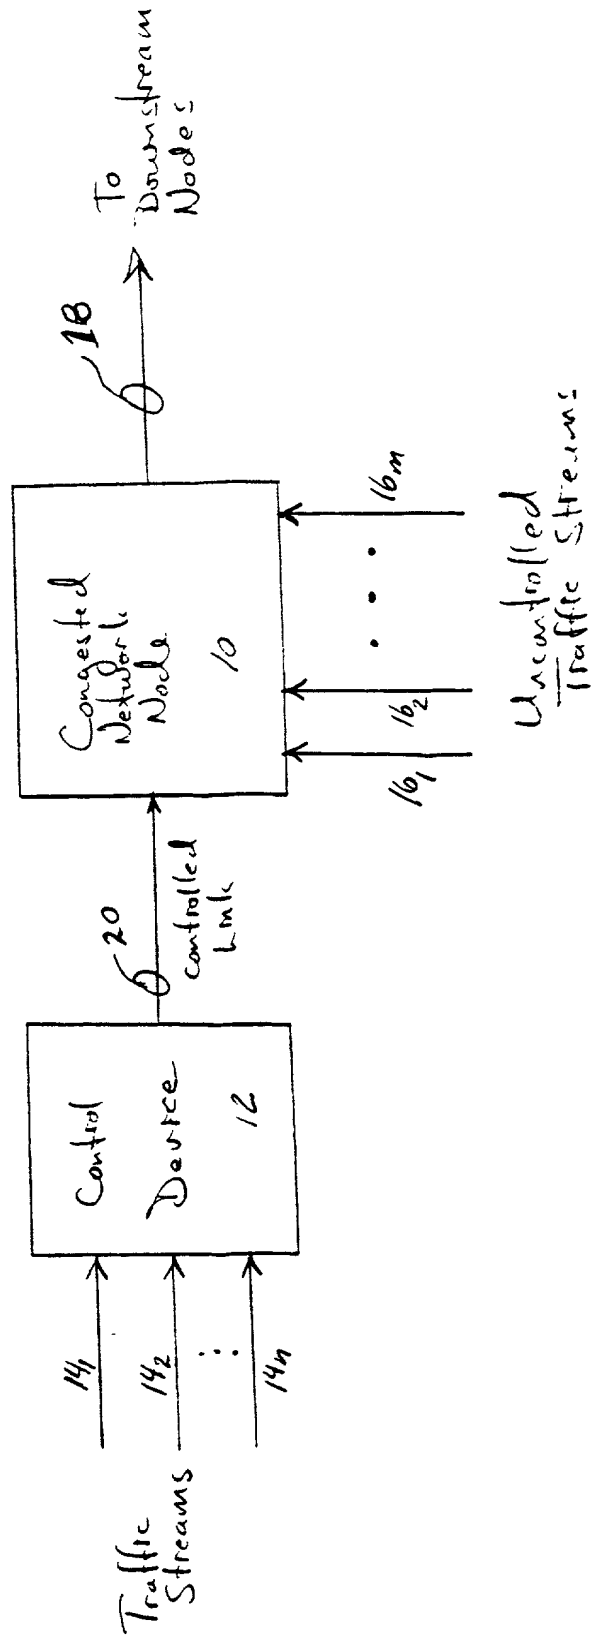 Traffic
Streams
14₁
14₂
14n
Control
Device
12
20
controlled
Link
Congested
Network
Node
10
16₁
16₂
16m
Uncontrolled
Traffic Streams
18
To
Downstream
Nodes